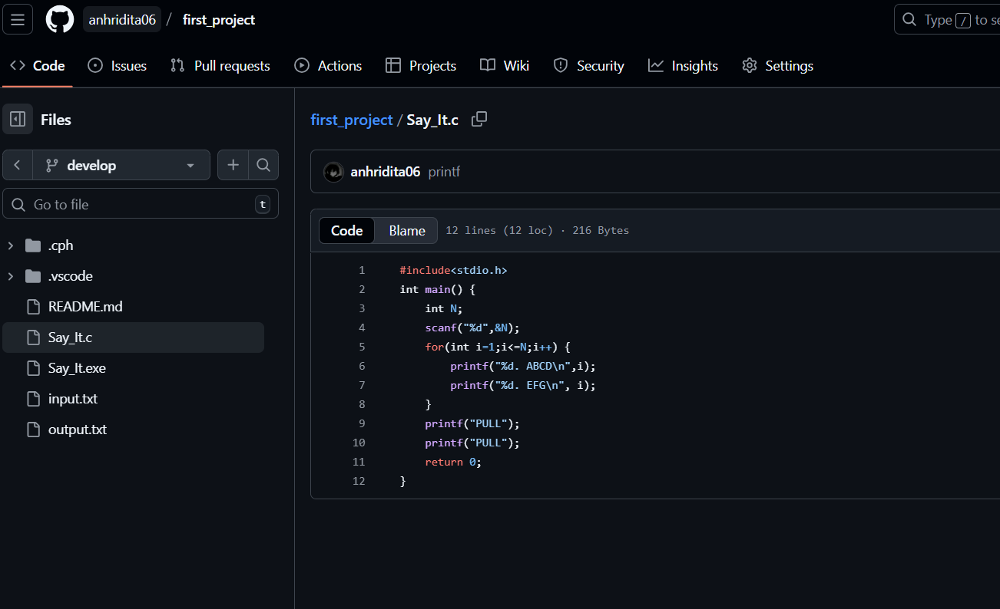 anhridita06 / first_project
Type / to se
Code Issues Pull requests Actions Projects Wiki Security Insights Settings
Files
develop
Go to file t
.cph
.vscode
README.md
Say_It.c
Say_It.exe
input.txt
output.txt
first_project / Say_It.c
anhridita06 printf
Code Blame 12 lines (12 loc) · 216 Bytes
1 #include<stdio.h>
2 int main() {
3     int N;
4     scanf("%d",&N);
5     for(int i=1;i<=N;i++) {
6         printf("%d. ABCD\n",i);
7         printf("%d. EFG\n", i);
8     }
9     printf("PULL");
10     printf("PULL");
11     return 0;
12 }